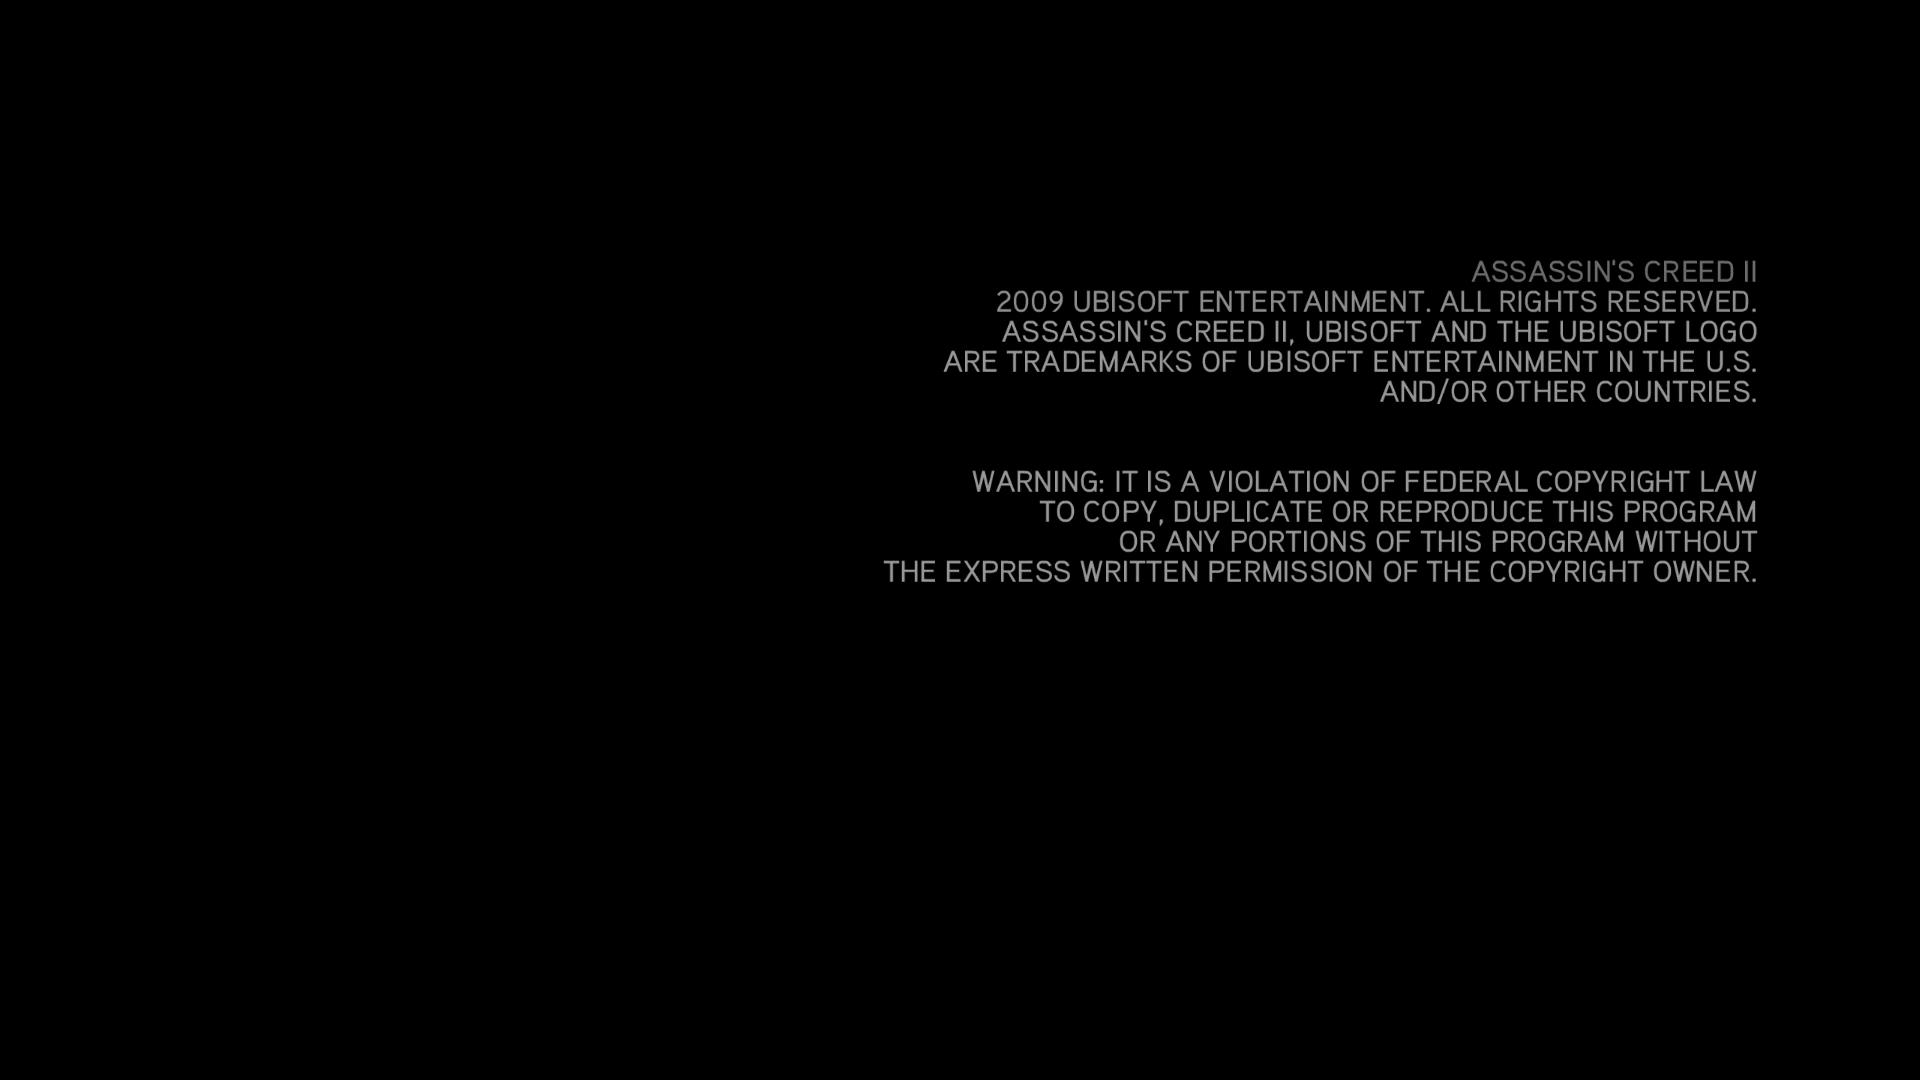 ASSASSIN'S CREED II
2009 UBISOFT ENTERTAINMENT. ALL RIGHTS RESERVED.
ASSASSIN'S CREED II, UBISOFT AND THE UBISOFT LOGO
ARE TRADEMARKS OF UBISOFT ENTERTAINMENT IN THE U.S.
AND/OR OTHER COUNTRIES.
WARNING: IT IS A VIOLATION OF FEDERAL COPYRIGHT LAW
TO COPY, DUPLICATE OR REPRODUCE THIS PROGRAM
OR ANY PORTIONS OF THIS PROGRAM WITHOUT
THE EXPRESS WRITTEN PERMISSION OF THE COPYRIGHT OWNER.